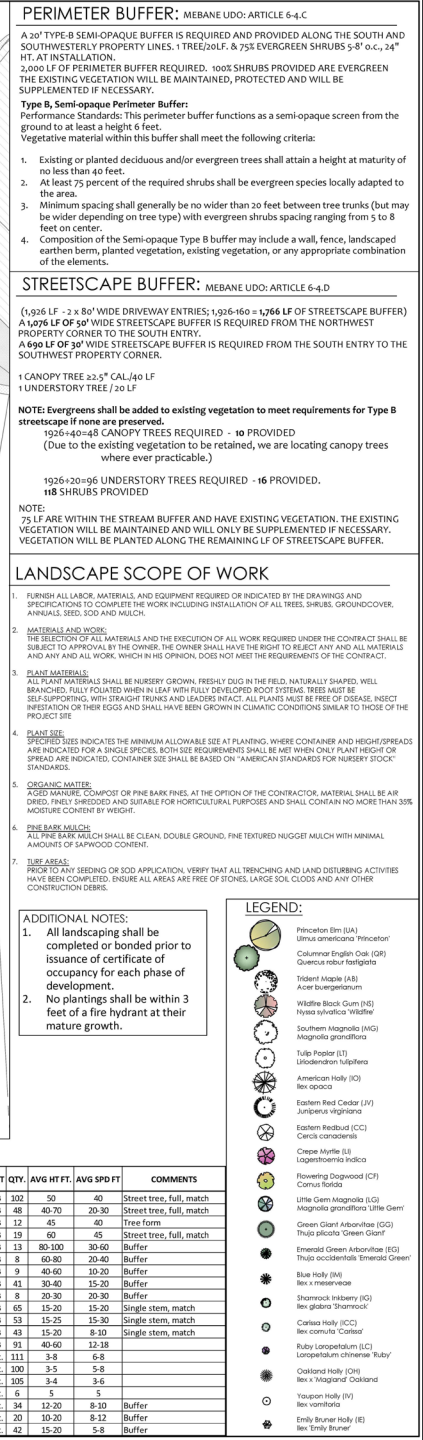 PERIMETER BUFFER: MEBANE UDO: ARTICLE 6-4.C
A 20' TYPE-B SEMI-OPAQUE BUFFER IS REQUIRED AND PROVIDED ALONG THE SOUTH AND
SOUTHWESTERLY PROPERTY LINES. 1 TREE/20LF. & 75% EVERGREEN SHRUBS 5-8' o.c., 24"
HT. AT INSTALLATION.
2,000 LF OF PERIMETER BUFFER REQUIRED. 100% SHRUBS PROVIDED ARE EVERGREEN
THE EXISTING VEGETATION WILL BE MAINTAINED, PROTECTED AND WILL BE
SUPPLEMENTED IF NECESSARY.
Type B, Semi-opaque Perimeter Buffer:
Performance Standards: This perimeter buffer functions as a semi-opaque screen from the
ground to at least a height 6 feet.
Vegetative material within this buffer shall meet the following criteria:
1. Existing or planted deciduous and/or evergreen trees shall attain a height at maturity of
no less than 40 feet.
2. At least 75 percent of the required shrubs shall be evergreen species locally adapted to
the area.
3. Minimum spacing shall generally be no wider than 20 feet between tree trunks (but may
be wider depending on tree type) with evergreen shrubs spacing ranging from 5 to 8
feet on center.
4. Composition of the Semi-opaque Type B buffer may include a wall, fence, landscaped
earthen berm, planted vegetation, existing vegetation, or any appropriate combination
of the elements.
STREETSCAPE BUFFER: MEBANE UDO: ARTICLE 6-4.D
(1,926 LF - 2 x 80' WIDE DRIVEWAY ENTRIES; 1,926-160 = 1,766 LF OF STREETSCAPE BUFFER)
A 1,076 LF OF 50' WIDE STREETSCAPE BUFFER IS REQUIRED FROM THE NORTHWEST
PROPERTY CORNER TO THE SOUTH ENTRY.
A 690 LF OF 30' WIDE STREETSCAPE BUFFER IS REQUIRED FROM THE SOUTH ENTRY TO THE
SOUTHWEST PROPERTY CORNER.
1 CANOPY TREE ≥2.5" CAL./40 LF
1 UNDERSTORY TREE / 20 LF
NOTE: Evergreens shall be added to existing vegetation to meet requirements for Type B
streetscape if none are preserved.
1926÷40=48 CANOPY TREES REQUIRED - 10 PROVIDED
(Due to the existing vegetation to be retained, we are locating canopy trees
where ever practicable.)
1926÷20=96 UNDERSTORY TREES REQUIRED - 16 PROVIDED.
118 SHRUBS PROVIDED
NOTE:
75 LF ARE WITHIN THE STREAM BUFFER AND HAVE EXISTING VEGETATION. THE EXISTING
VEGETATION WILL BE MAINTAINED AND WILL ONLY BE SUPPLEMENTED IF NECESSARY.
VEGETATION WILL BE PLANTED ALONG THE REMAINING LF OF STREETSCAPE BUFFER.
LANDSCAPE SCOPE OF WORK
1. FURNISH ALL LABOR, MATERIALS, AND EQUIPMENT REQUIRED OR INDICATED BY THE DRAWINGS AND
SPECIFICATIONS TO COMPLETE THE WORK INCLUDING INSTALLATION OF ALL TREES, SHRUBS, GROUNDCOVER,
ANNUALS, SEED, SOD AND MULCH.
2. MATERIALS AND WORK:
THE SELECTION OF ALL MATERIALS AND THE EXECUTION OF ALL WORK REQUIRED UNDER THE CONTRACT SHALL BE
SUBJECT TO APPROVAL BY THE OWNER. THE OWNER SHALL HAVE THE RIGHT TO REJECT ANY AND ALL MATERIALS
AND ANY AND ALL WORK. WHICH IN HIS OPINION, DOES NOT MEET THE REQUIREMENTS OF THE CONTRACT.
3. PLANT MATERIALS:
ALL PLANT MATERIALS SHALL BE NURSERY GROWN, FRESHLY DUG IN THE FIELD, NATURALLY SHAPED, WELL
BRANCHED, FULLY FOLIATED WHEN IN LEAF WITH FULLY DEVELOPED ROOT SYSTEMS. TREES MUST BE
SELF-SUPPORTING, WITH STRAIGHT TRUNKS AND LEADERS INTACT. ALL PLANTS MUST BE FREE OF DISEASE, INSECT
INFESTATION OR THEIR EGGS AND SHALL HAVE BEEN GROWN IN CLIMATIC CONDITIONS SIMILAR TO THOSE OF THE
PROJECT SITE
4. PLANT SIZE:
SPECIFIED SIZES INDICATES THE MINIMUM ALLOWABLE SIZE AT PLANTING. WHERE CONTAINER AND HEIGHT/SPREADS
ARE INDICATED FOR A SINGLE SPECIES, BOTH SIZE REQUIREMENTS SHALL BE MET WHEN ONLY PLANT HEIGHT OR
SPREAD ARE INDICATED, CONTAINER SIZE SHALL BE BASED ON "AMERICAN STANDARDS FOR NURSERY STOCK"
STANDARDS.
5. ORGANIC MATTER:
AGED MANURE, COMPOST OR PINE BARK FINES, AT THE OPTION OF THE CONTRACTOR, MATERIAL SHALL BE AIR
DRIED, FINELY SHREDDED AND SUITABLE FOR HORTICULTURAL PURPOSES AND SHALL CONTAIN NO MORE THAN 35%
MOISTURE CONTENT BY WEIGHT.
6. PINE BARK MULCH:
ALL PINE BARK MULCH SHALL BE CLEAN, DOUBLE GROUND, FINE TEXTURED NUGGET MULCH WITH MINIMAL
AMOUNTS OF SAPWOOD CONTENT.
7. TURF AREAS:
PRIOR TO ANY SEEDING OR SOD APPLICATION, VERIFY THAT ALL TRENCHING AND LAND DISTURBING ACTIVITIES
HAVE BEEN COMPLETED, ENSURE ALL AREAS ARE FREE OF STONES, LARGE SOIL CLODS AND ANY OTHER
CONSTRUCTION DEBRIS.
ADDITIONAL NOTES:
1. All landscaping shall be
completed or bonded prior to
issuance of certificate of
occupancy for each phase of
development.
2. No plantings shall be within 3
feet of a fire hydrant at their
mature growth.
LEGEND:
Princeton Elm (UA)
Ulmus americana 'Princeton'
Columnar English Oak (QR)
Quercus robur fastigiata
Trident Maple (AB)
Acer buergerianum
Wildfire Black Gum (NS)
Nyssa sylvatica 'Wildfire'
Southern Magnolia (MG)
Magnolia grandiflora
Tulip Poplar (LT)
Liriodendron tulipifera
American Holly (IO)
Eastern Red Cedar (JV)
Juniperus virginiana
Eastern Redbud (CC)
Cercis canadensis
Crepe Myrtle (LI)
Lagerstroemia indica
Flowering Dogwood (CF)
Cornus florida
Little Gem Magnolia (LG)
Magnolia grandiflora 'Little Gem'
Green Giant Arborvitae (GG)
Thuja plicata 'Green Giant'
Emerald Green Arborvitae (EG)
Thuja occidentalis 'Emerald Green'
Blue Holly (IM)
Ilex x meserveae
Shamrock Inkberry (IG)
Ilex glabra 'Shamrock'
Carissa Holly (ICC)
Ilex cornuta 'Carissa'
Ruby Loropetalum (LC)
Loropetalum chinense 'Ruby'
Oakland Holly (OH)
Ilex x 'Magland' Oakland
Yaupon Holly (IV)
Ilex vomitoria
Emily Bruner Holly (IE)
Ilex 'Emily Bruner'
QTY. AVG HT FT. AVG SPD FT COMMENTS
102 50 40 Street tree, full, match
48 40-70 20-30 Street tree, full, match
12 45 40 Tree form
19 60 45 Street tree, full, match
13 80-100 30-60 Buffer
8 60-80 20-40 Buffer
9 40-60 10-20 Buffer
41 30-40 15-20 Buffer
8 20-30 20-30 Buffer
65 15-20 15-20 Single stem, match
53 15-25 15-30 Single stem, match
43 15-20 8-10 Single stem, match
91 40-60 12-18
111 3-8 6-8
100 3-5 5-8
105 3-4 3-6
6 5 5
34 12-20 8-10 Buffer
20 10-20 8-12 Buffer
42 15-20 5-8 Buffer